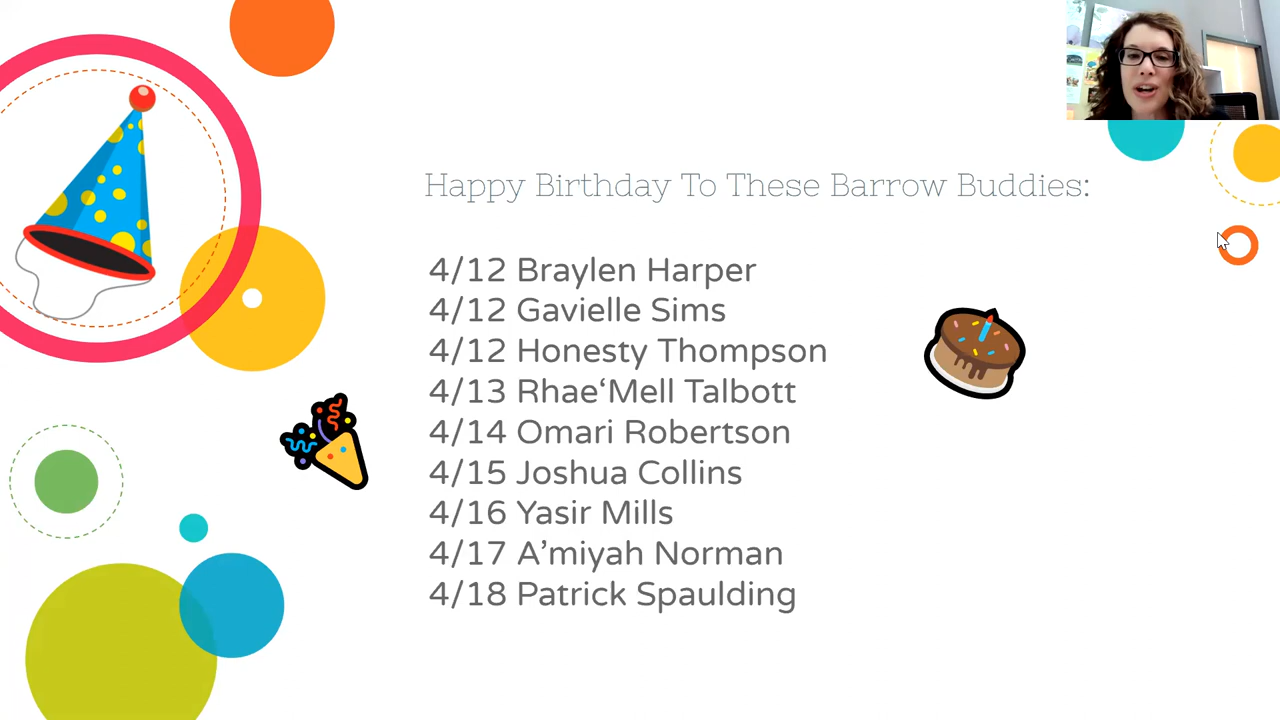 Happy Birthday To These Barrow Buddies:
4/12 Braylen Harper
4/12 Gavielle Sims
4/12 Honesty Thompson
4/13 Rhae‘Mell Talbott
4/14 Omari Robertson
4/15 Joshua Collins
4/16 Yasir Mills
4/17 A’miyah Norman
4/18 Patrick Spaulding